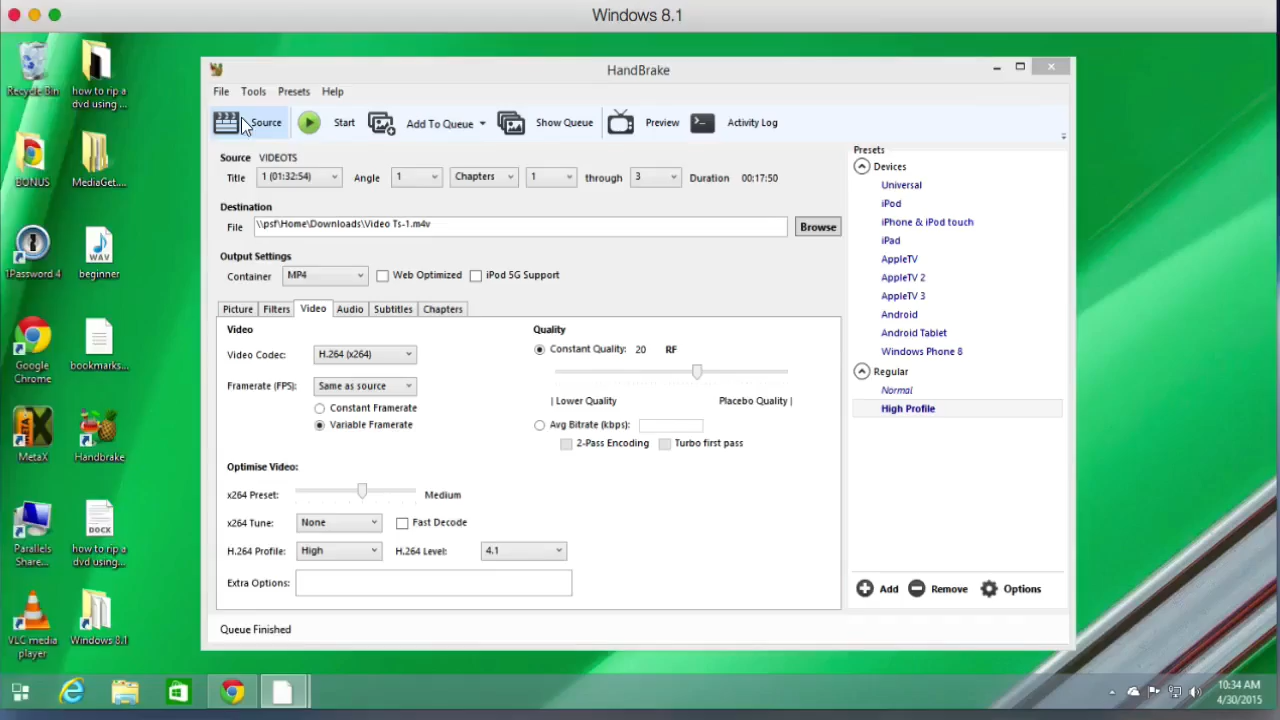 Windows 8.1
Recycle Bin
how to rip a
dvd using ...
BONUS
MediaGet....
1Password 4
WAV
beginner
Google
Chrome
bookmarks...
MetaX
Handbrake
Parallels
Share...
DOCX
how to rip a
dvd using...
VLC media
player
Windows 8.1
HandBrake
File Tools Presets Help
Source Start Add To Queue Show Queue Preview Activity Log
Source VIDEOTS
Title 1 (01:32:54) Angle 1 Chapters 1 through 3 Duration 00:17:50
Destination
File \\psf\Home\Downloads\Video Ts-1.m4v Browse
Output Settings
Container MP4 Web Optimized iPod 5G Support
Picture Filters Video Audio Subtitles Chapters
Video
Video Codec: H.264 (x264)
Framerate (FPS): Same as source
Constant Framerate
Variable Framerate
Quality
Constant Quality: 20 RF
| Lower Quality Placebo Quality |
Avg Bitrate (kbps):
2-Pass Encoding Turbo first pass
Optimise Video:
x264 Preset: Medium
x264 Tune: None Fast Decode
H.264 Profile: High H.264 Level: 4.1
Extra Options:
Queue Finished
Presets
Devices
Universal
iPod
iPhone & iPod touch
iPad
AppleTV
AppleTV 2
AppleTV 3
Android
Android Tablet
Windows Phone 8
Regular
Normal
High Profile
Add Remove Options
10:34 AM
4/30/2015